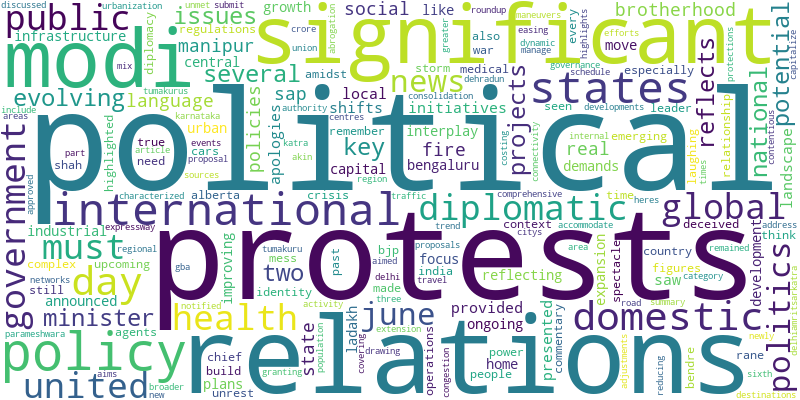 discussed urbanization unmet submit
public significant social like growth roundup maneuvers easing every highlights brotherhood
infrastructure issues regulations crore union diplomacy abrogation also war dynamic manage greater efforts governance schedule
modi manipur central storm medical dehradun move capitalize potential
mix several news amidst states especially protections
tumakurus evolving language sap local consolidation projects seen developments leader reflects national contentious
include karnataka authority shifts initiatives internal
areas urban policies apologies remember interplay emerging relationship landscape
government political highlighted true article events cars centres key fire real laughing
part need proposal katra bengaluru costing connectivity demands times
shah sources akin capital
approved characterized alberta crisis region traffic comprehensive time heres
international diplomatic global
expressway networks trend context accommodate deceived address
industrial regional tumakuru bjp proposals citys remained think
must protests
complex upcoming gba improving mess past aimed focus area country development politics
day two delhi india travel reflecting expansion spectacle figures category
still identity made saw delhiamritsarkatra
announced notified three road summary
minister health june provided ongoing domestic
parameshwara agents activity state ladakh covering extension drawing presented commentary newly
policy relations chief power population operations congestion people home adjustments reducing rane
aims build granting bendre sixth
united broader new plans unrest destinations